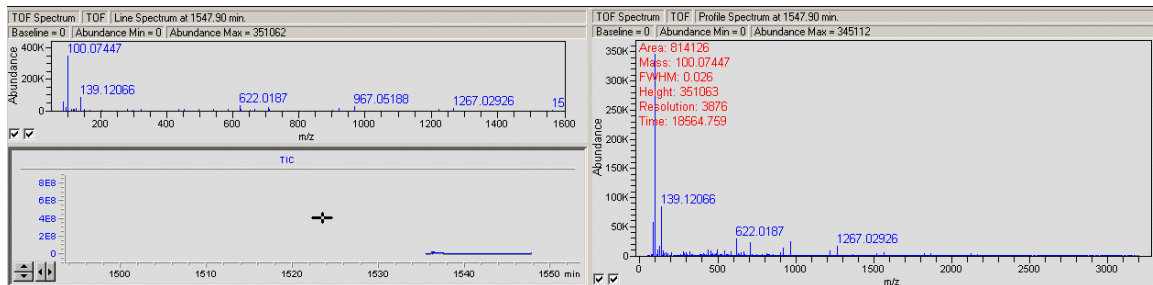 TOF Spectrum TOF Line Spectrum at 1547.90 min.
Baseline = 0 Abundance Min = 0 Abundance Max = 351062
400K
200K
0
Abundance
100.07447
139.12066
622.0187
967.05188
1267.02926
15
200 400 600 800 1000 1200 1400 1600
m/z
TIC
8E8
6E8
4E8
2E8
0
1500 1510 1520 1530 1540 1550 min
TOF Spectrum TOF Profile Spectrum at 1547.90 min.
Baseline = 0 Abundance Min = 0 Abundance Max = 345112
350K
300K
250K
200K
150K
100K
50K
0
Abundance
Area: 814126
Mass: 100.07447
FWHM: 0.026
Height: 351063
Resolution: 3876
Time: 18564.759
139.12066
622.0187
1267.02926
0 500 1000 1500 2000 2500 3000
m/z